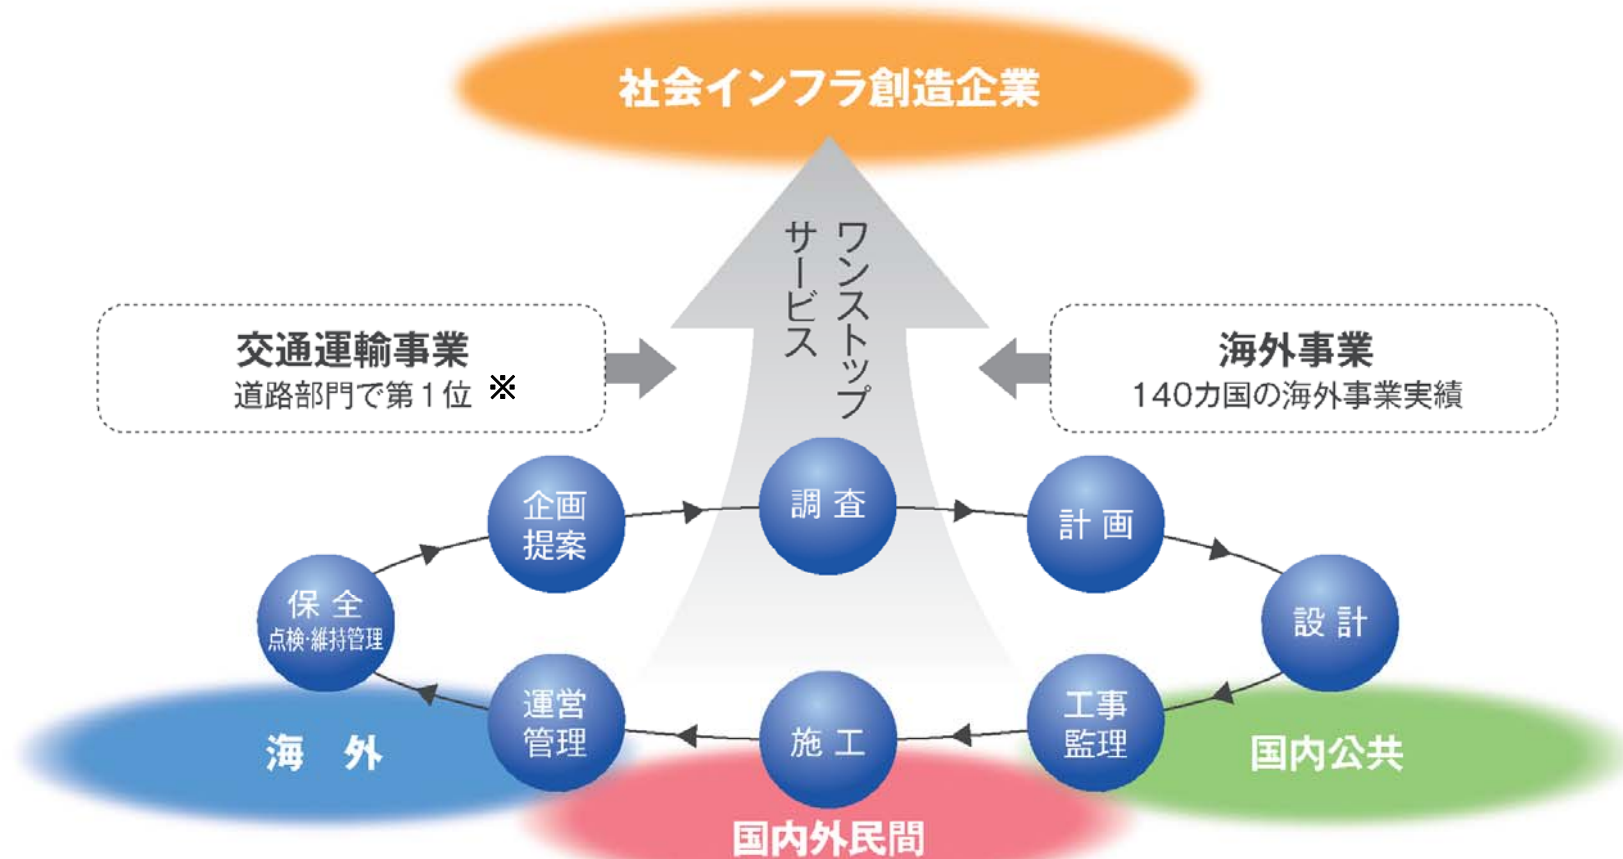 社会インフラ創造企業
ワンストップ
サービス
交通運輸事業
道路部門で第1位 ※
海外事業
140カ国の海外事業実績
企画
提案
調査
計画
設計
工事
監理
施工
運営
管理
保全
点検・維持管理
海 外
国内外民間
国内公共